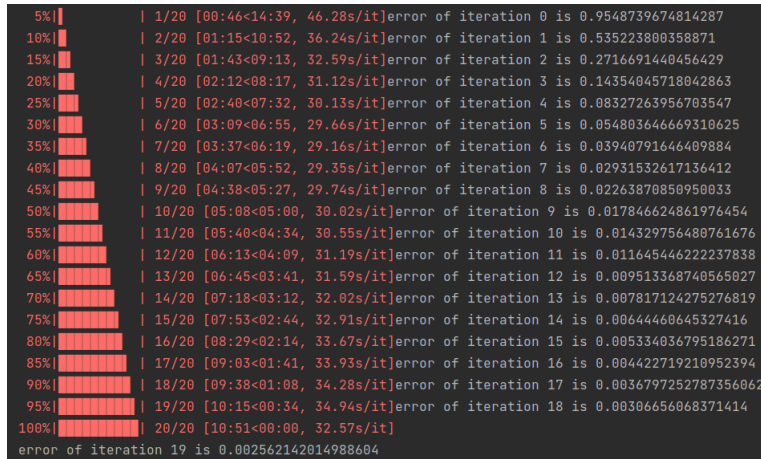 5%| | 1/20 [00:46<14:39, 46.28s/it]error of iteration 0 is 0.9548739674814287
10%| | 2/20 [01:15<10:52, 36.24s/it]error of iteration 1 is 0.535223800358871
15%| | 3/20 [01:43<09:13, 32.59s/it]error of iteration 2 is 0.2716691440456429
20%| | 4/20 [02:12<08:17, 31.12s/it]error of iteration 3 is 0.14354045718042863
25%| | 5/20 [02:40<07:32, 30.13s/it]error of iteration 4 is 0.08327263956703547
30%| | 6/20 [03:09<06:55, 29.66s/it]error of iteration 5 is 0.054803646669310625
35%| | 7/20 [03:37<06:19, 29.16s/it]error of iteration 6 is 0.03940791646409884
40%| | 8/20 [04:07<05:52, 29.35s/it]error of iteration 7 is 0.02931532617136412
45%| | 9/20 [04:38<05:27, 29.74s/it]error of iteration 8 is 0.02263870850950033
50%| | 10/20 [05:08<05:00, 30.02s/it]error of iteration 9 is 0.017846624861976454
55%| | 11/20 [05:40<04:34, 30.55s/it]error of iteration 10 is 0.014329756480761676
60%| | 12/20 [06:13<04:09, 31.19s/it]error of iteration 11 is 0.011645446222237838
65%| | 13/20 [06:45<03:41, 31.59s/it]error of iteration 12 is 0.009513368740565027
70%| | 14/20 [07:18<03:12, 32.02s/it]error of iteration 13 is 0.007817124275276819
75%| | 15/20 [07:53<02:44, 32.91s/it]error of iteration 14 is 0.00644460645327416
80%| | 16/20 [08:29<02:14, 33.67s/it]error of iteration 15 is 0.005334036795186271
85%| | 17/20 [09:03<01:41, 33.93s/it]error of iteration 16 is 0.004422719210952394
90%| | 18/20 [09:38<01:08, 34.28s/it]error of iteration 17 is 0.0036797252787356062
95%| | 19/20 [10:15<00:34, 34.94s/it]error of iteration 18 is 0.00306656068371414
100%| | 20/20 [10:51<00:00, 32.57s/it]
error of iteration 19 is 0.002562142014988604